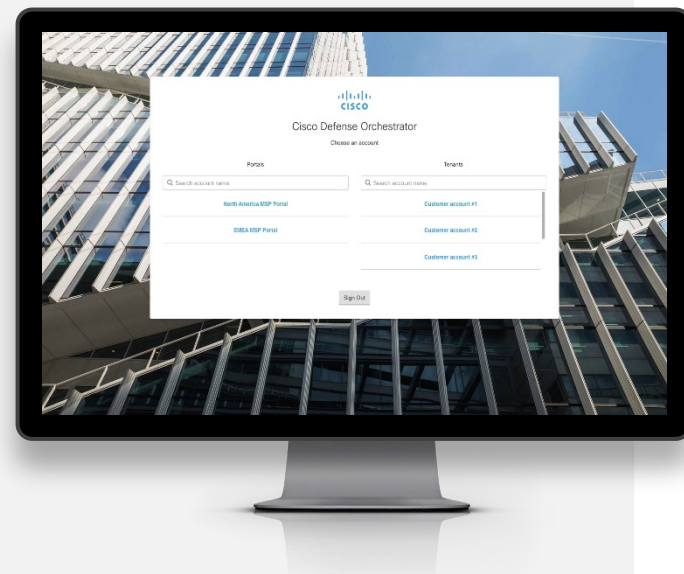 CISCO
Cisco Defense Orchestrator
Choose an account
Portals
Tenants
Search account name
Search account name
North America MSP Portal
Customer account #1
EMEA MSP Portal
Customer account #2
Customer account #3
Sign Out